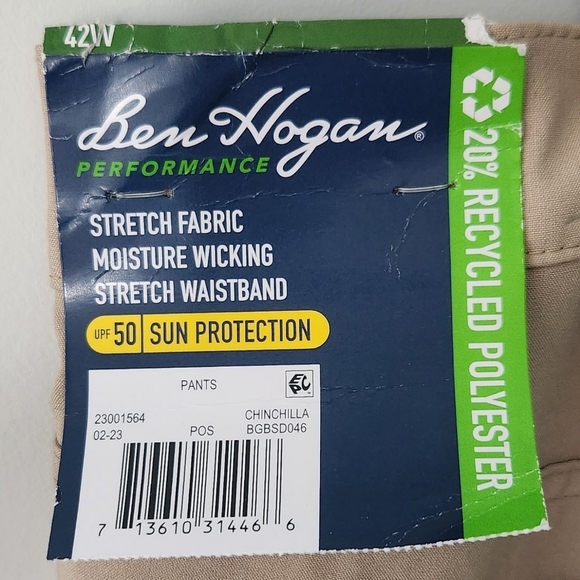 42W
Ben Hogan®
PERFORMANCE
STRETCH FABRIC
MOISTURE WICKING
STRETCH WAISTBAND
UPF 50 SUN PROTECTION
20% RECYCLED POLYESTER
PANTS
EPC
23001564 CHINCHILLA
02-23 POS BGBSD046
7 13610 31446 6